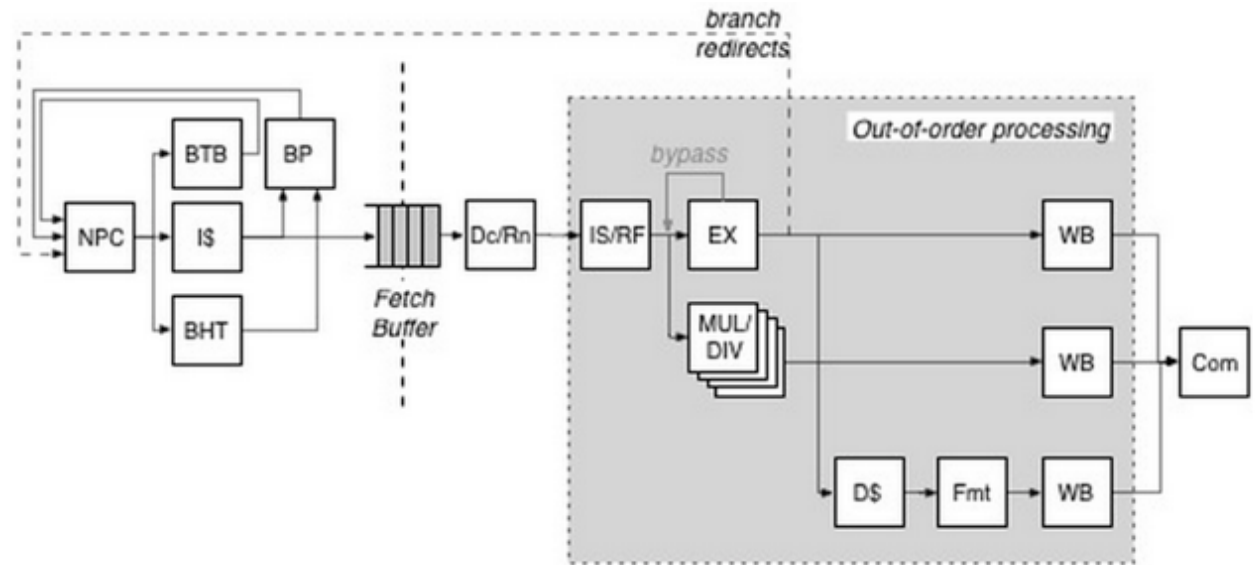 branch
redirects
Out-of-order processing
BTB
BP
bypass
NPC
I$
Dc/Rn
IS/RF
EX
WB
Fetch
Buffer
BHT
MUL/
DIV
WB
Com
D$
Fmt
WB